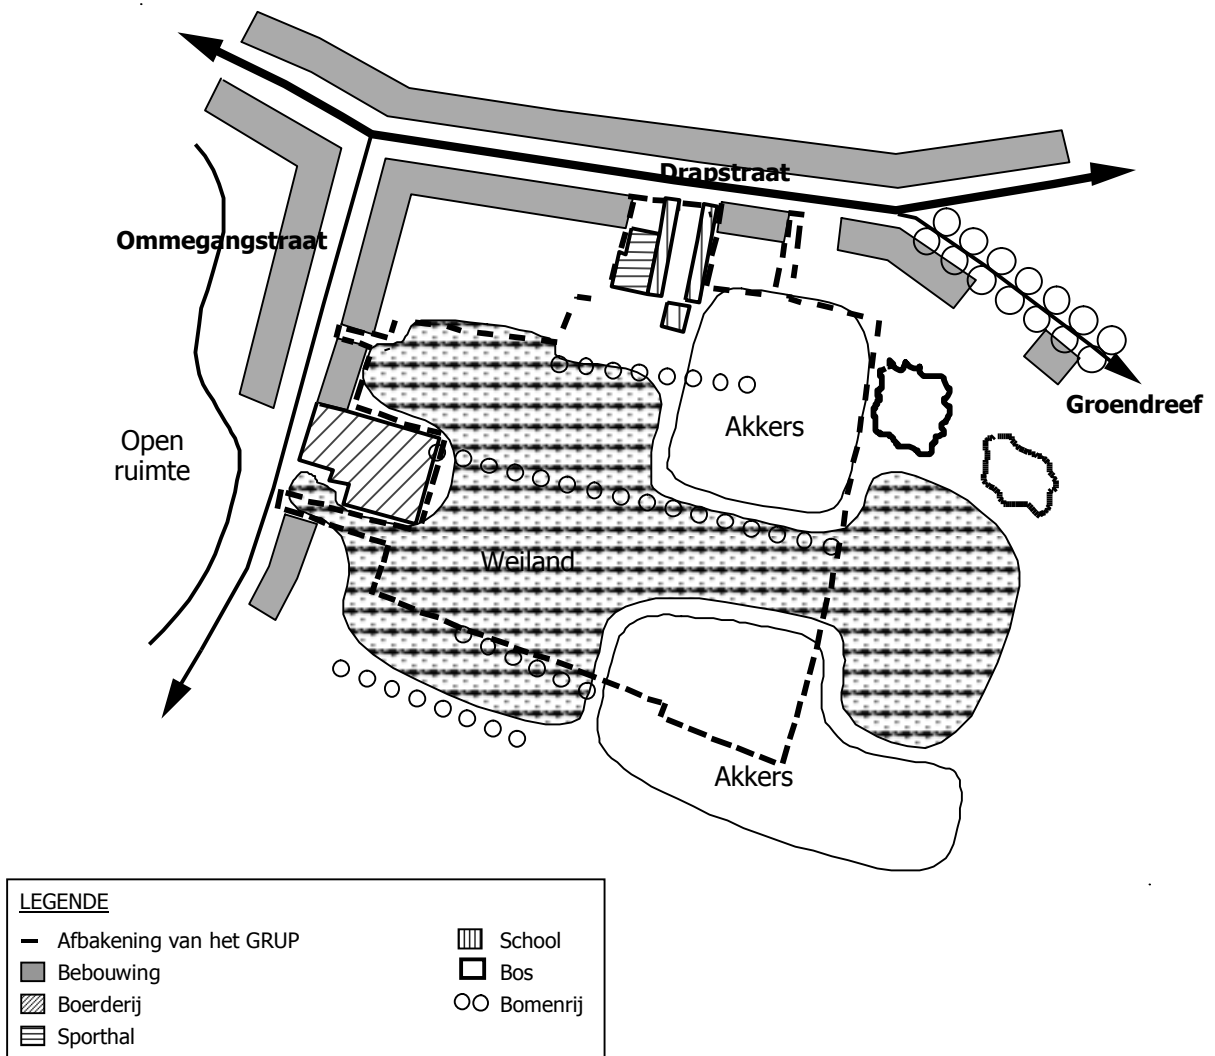 Drapstraat
Ommegangstraat
Groendreef
Akkers
Open
ruimte
Weiland
Akkers
LEGENDE
Afbakening van het GRUP
Bebouwing
Boerderij
Sporthal
School
Bos
Bomenrij